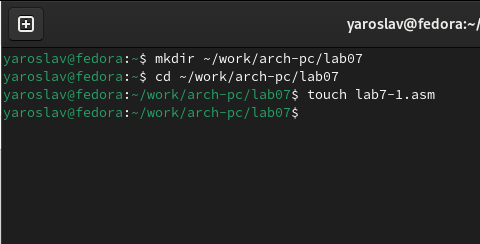 yaroslav@fedora:~/
yaroslav@fedora:~$ mkdir ~/work/arch-pc/lab07
yaroslav@fedora:~$ cd ~/work/arch-pc/lab07
yaroslav@fedora:~/work/arch-pc/lab07$ touch lab7-1.asm
yaroslav@fedora:~/work/arch-pc/lab07$